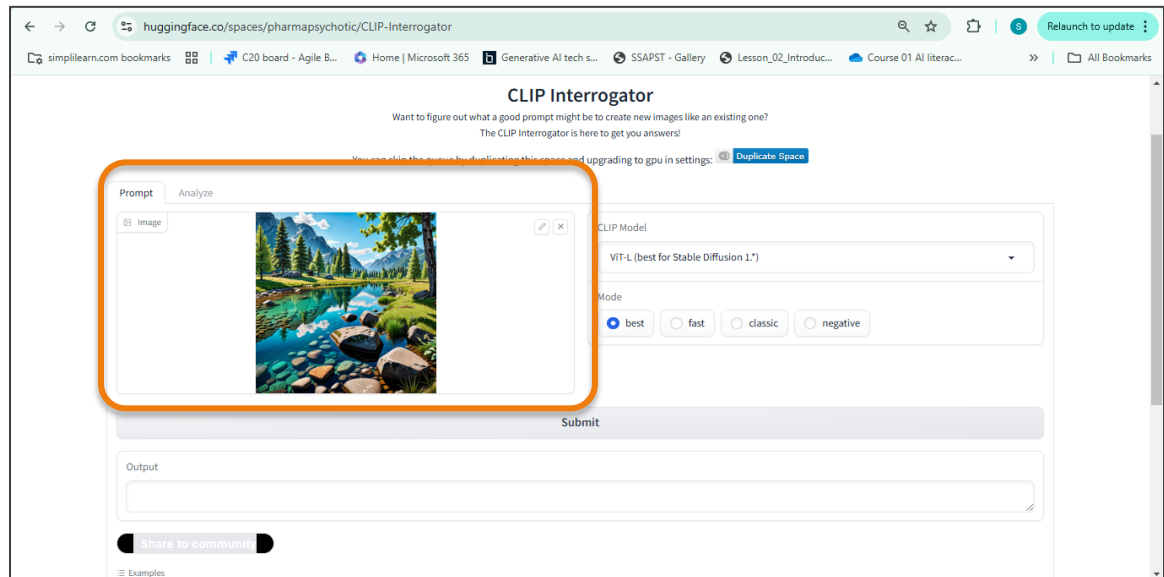 huggingface.co/spaces/pharmapsychotic/CLIP-Interrogator
S
Relaunch to update
simplilearn.com bookmarks
C20 board - Agile B...
Home | Microsoft 365
Generative AI tech s...
SSAPST - Gallery
Lesson_02_Introduc...
Course 01 AI literac...
All Bookmarks
CLIP Interrogator
Want to figure out what a good prompt might be to create new images like an existing one?
The CLIP Interrogator is here to get you answers!
You can skip the queue by duplicating this space and upgrading to gpu in settings:
Duplicate Space
Prompt
Analyze
Image
CLIP Model
ViT-L (best for Stable Diffusion 1.*)
Mode
best
fast
classic
negative
Submit
Output
Share to community
Examples